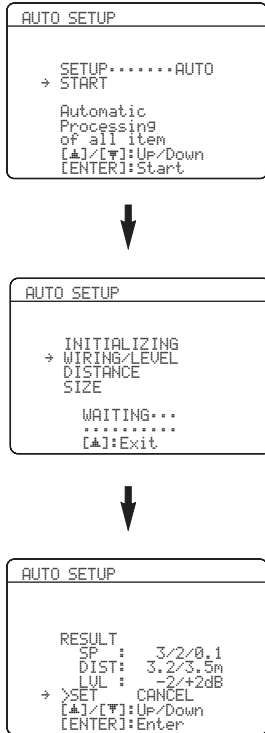 AUTO SETUP
SETUP·······AUTO
→ START
Automatic
Processing
of all item
[▲]/[▼]:Up/Down
[ENTER]:Start
AUTO SETUP
INITIALIZING
→ WIRING/LEVEL
DISTANCE
SIZE
WAITING···
··········
[▲]:Exit
AUTO SETUP
RESULT
SP : 3/2/0.1
DIST: 3.2/3.5m
LVL : -2/+2dB
→ >SET CANCEL
[▲]/[▼]:Up/Down
[ENTER]:Enter